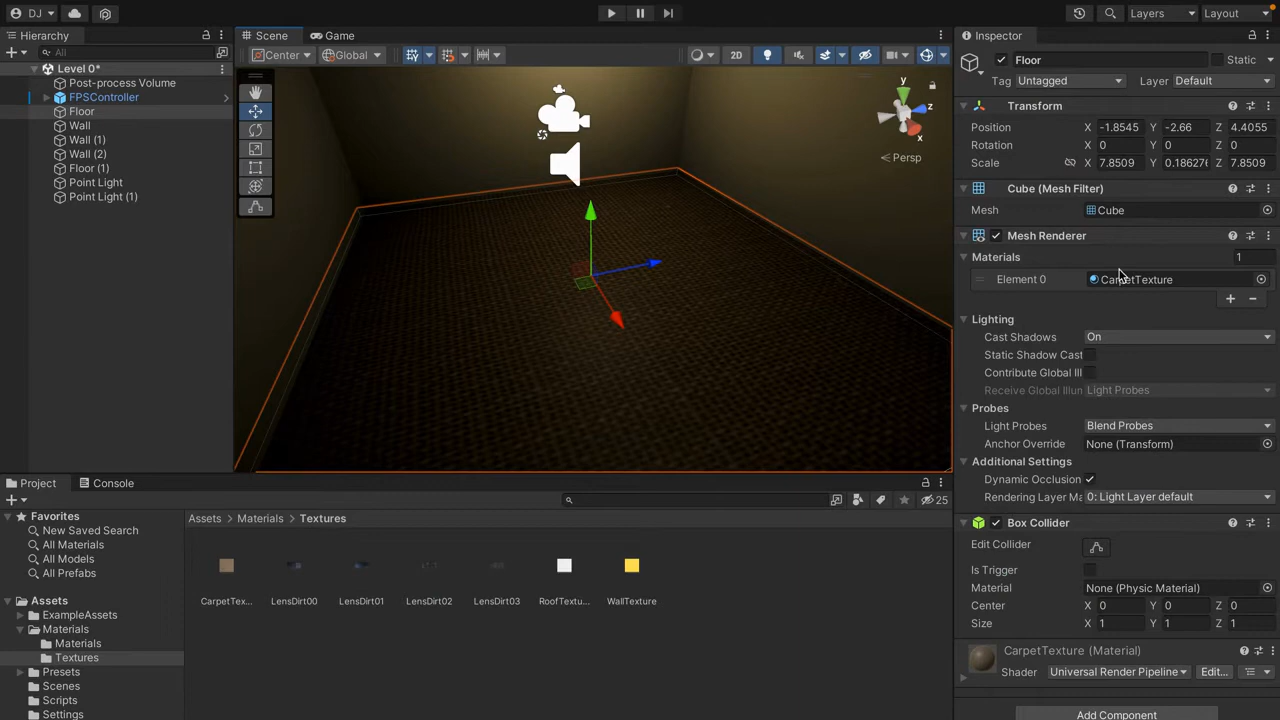 DJ
Layers
Layout
Hierarchy
All
Level 0*
Post-process Volume
FPSController
Floor
Wall
Wall (1)
Wall (2)
Floor (1)
Point Light
Point Light (1)
Scene
Game
Center
Global
2D
y
z
x
Persp
Inspector
Floor
Static
Tag Untagged Layer Default
Transform
Position X -1.8545 Y -2.66 Z 4.4055
Rotation X 0 Y 0 Z 0
Scale X 7.8509 Y 0.186276 Z 7.8509
Cube (Mesh Filter)
Mesh Cube
Mesh Renderer
Materials 1
Element 0 CarpetTexture
Lighting
Cast Shadows On
Static Shadow Cast
Contribute Global Ill
Receive Global Illun Light Probes
Probes
Light Probes Blend Probes
Anchor Override None (Transform)
Additional Settings
Dynamic Occlusion
Rendering Layer Ma 0: Light Layer default
Box Collider
Edit Collider
Is Trigger
Material None (Physic Material)
Center X 0 Y 0 Z 0
Size X 1 Y 1 Z 1
CarpetTexture (Material)
Shader Universal Render Pipeline Edit...
Add Component
Project
Console
25
Favorites
New Saved Search
All Materials
All Models
All Prefabs
Assets
ExampleAssets
Materials
Materials
Textures
Presets
Scenes
Scripts
Settings
Assets > Materials > Textures
CarpetTex...
LensDirt00
LensDirt01
LensDirt02
LensDirt03
RoofTextu...
WallTexture